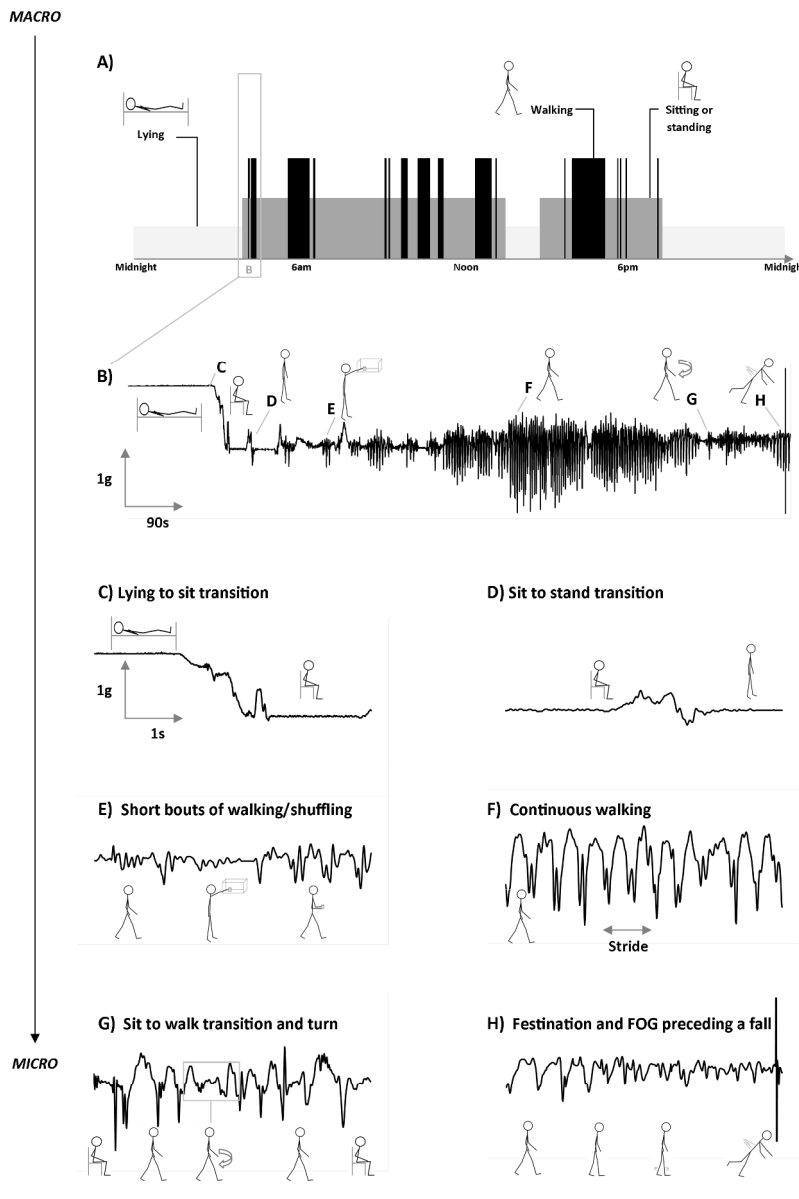 MACRO
A)
Lying
Walking
Sitting or
standing
B
Midnight
6am
Noon
6pm
Midnigh
B)
C
D
E
F
G
H
1g
90s
C) Lying to sit transition
1g
1s
D) Sit to stand transition
E) Short bouts of walking/shuffling
F) Continuous walking
Stride
G) Sit to walk transition and turn
H) Festination and FOG preceding a fall
MICRO